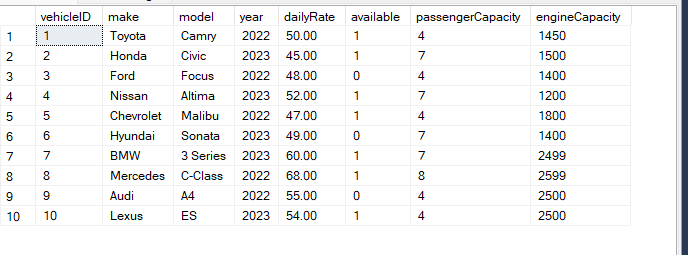 vehicleID make model year dailyRate available passengerCapacity engineCapacity
1 1 Toyota Camry 2022 50.00 1 4 1450
2 2 Honda Civic 2023 45.00 1 7 1500
3 3 Ford Focus 2022 48.00 0 4 1400
4 4 Nissan Altima 2023 52.00 1 7 1200
5 5 Chevrolet Malibu 2022 47.00 1 4 1800
6 6 Hyundai Sonata 2023 49.00 0 7 1400
7 7 BMW 3 Series 2023 60.00 1 7 2499
8 8 Mercedes C-Class 2022 68.00 1 8 2599
9 9 Audi A4 2022 55.00 0 4 2500
10 10 Lexus ES 2023 54.00 1 4 2500